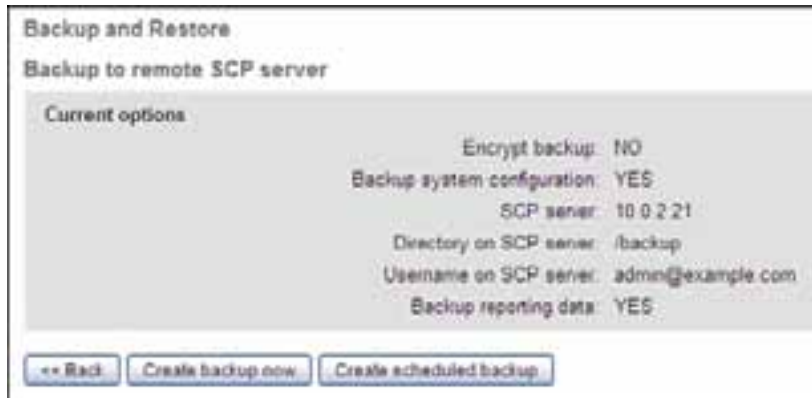 Backup and Restore
Backup to remote SCP server
Current options
Encrypt backup: NO
Backup system configuration: YES
SCP server: 10.0.2.21
Directory on SCP server: /backup
Username on SCP server: admin@example.com
Backup reporting data: YES
<< Back Create backup now Create scheduled backup